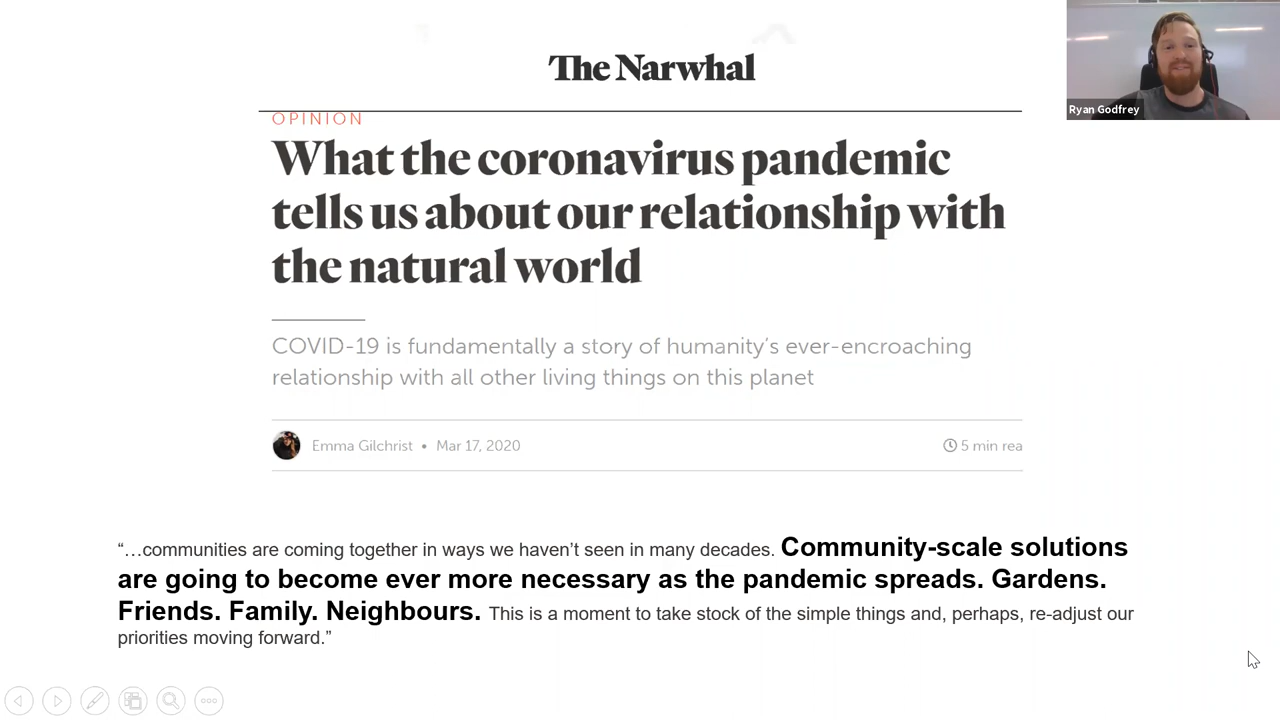 The Narwhal
Ryan Godfrey
OPINION
What the coronavirus pandemic
tells us about our relationship with
the natural world
COVID-19 is fundamentally a story of humanity’s ever-encroaching
relationship with all other living things on this planet
Emma Gilchrist • Mar 17, 2020
5 min rea
“…communities are coming together in ways we haven’t seen in many decades. Community-scale solutions
are going to become ever more necessary as the pandemic spreads. Gardens.
Friends. Family. Neighbours. This is a moment to take stock of the simple things and, perhaps, re-adjust our
priorities moving forward.”